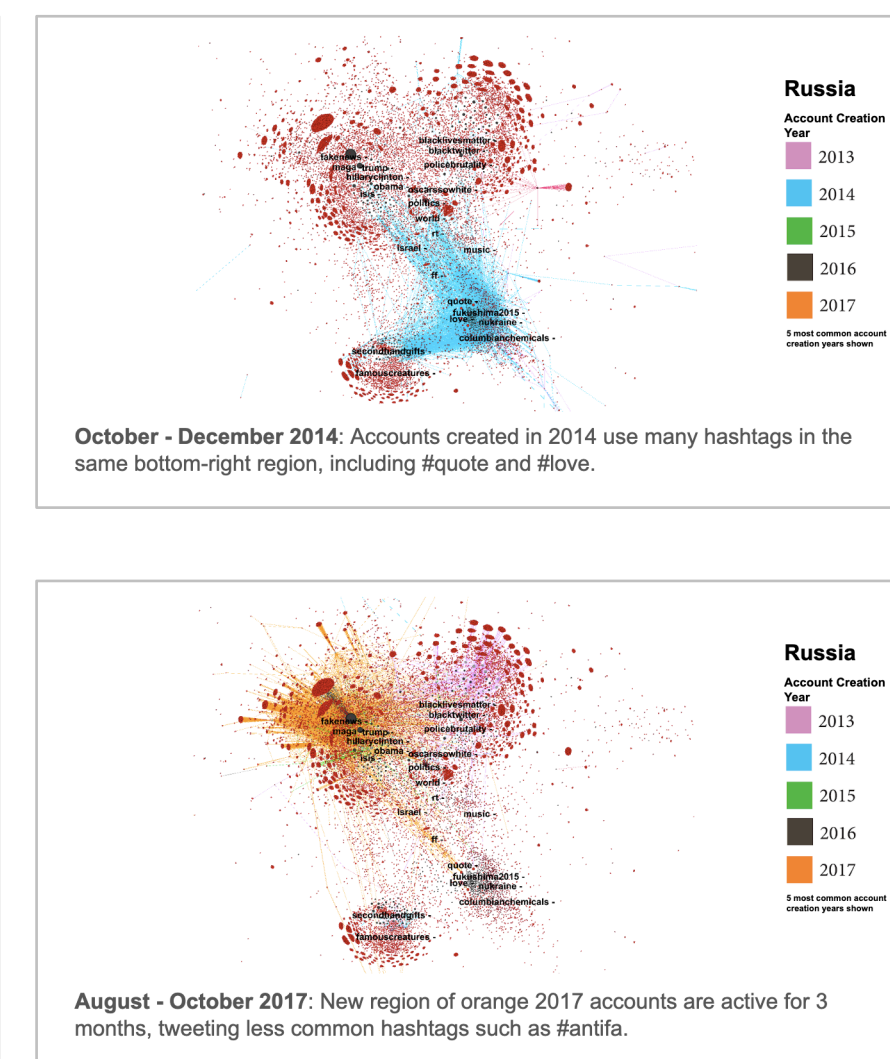 Russia
Account Creation
Year
2013
2014
2015
2016
2017
5 most common account
creation years shown
blacklivesmatter -
blacktwitter -
policebrutality -
fakenews -
maga - trump -
hillaryclinton -
obama -
isis -
oscarssowhite -
politics -
world -
rt -
israel -
music -
ff -
quote -
fukushima2015 -
love - nukraine -
columbianchemicals -
secondhandgifts -
famouscreatures -
October - December 2014: Accounts created in 2014 use many hashtags in the
same bottom-right region, including #quote and #love.
Russia
Account Creation
Year
2013
2014
2015
2016
2017
5 most common account
creation years shown
blacklivesmatter -
blacktwitter -
policebrutality -
fakenews -
maga - trump -
hillaryclinton -
obama -
isis -
oscarssowhite -
politics -
world -
rt -
israel -
music -
ff -
quote -
fukushima2015 -
love - nukraine -
columbianchemicals -
secondhandgifts -
famouscreatures -
August - October 2017: New region of orange 2017 accounts are active for 3
months, tweeting less common hashtags such as #antifa.